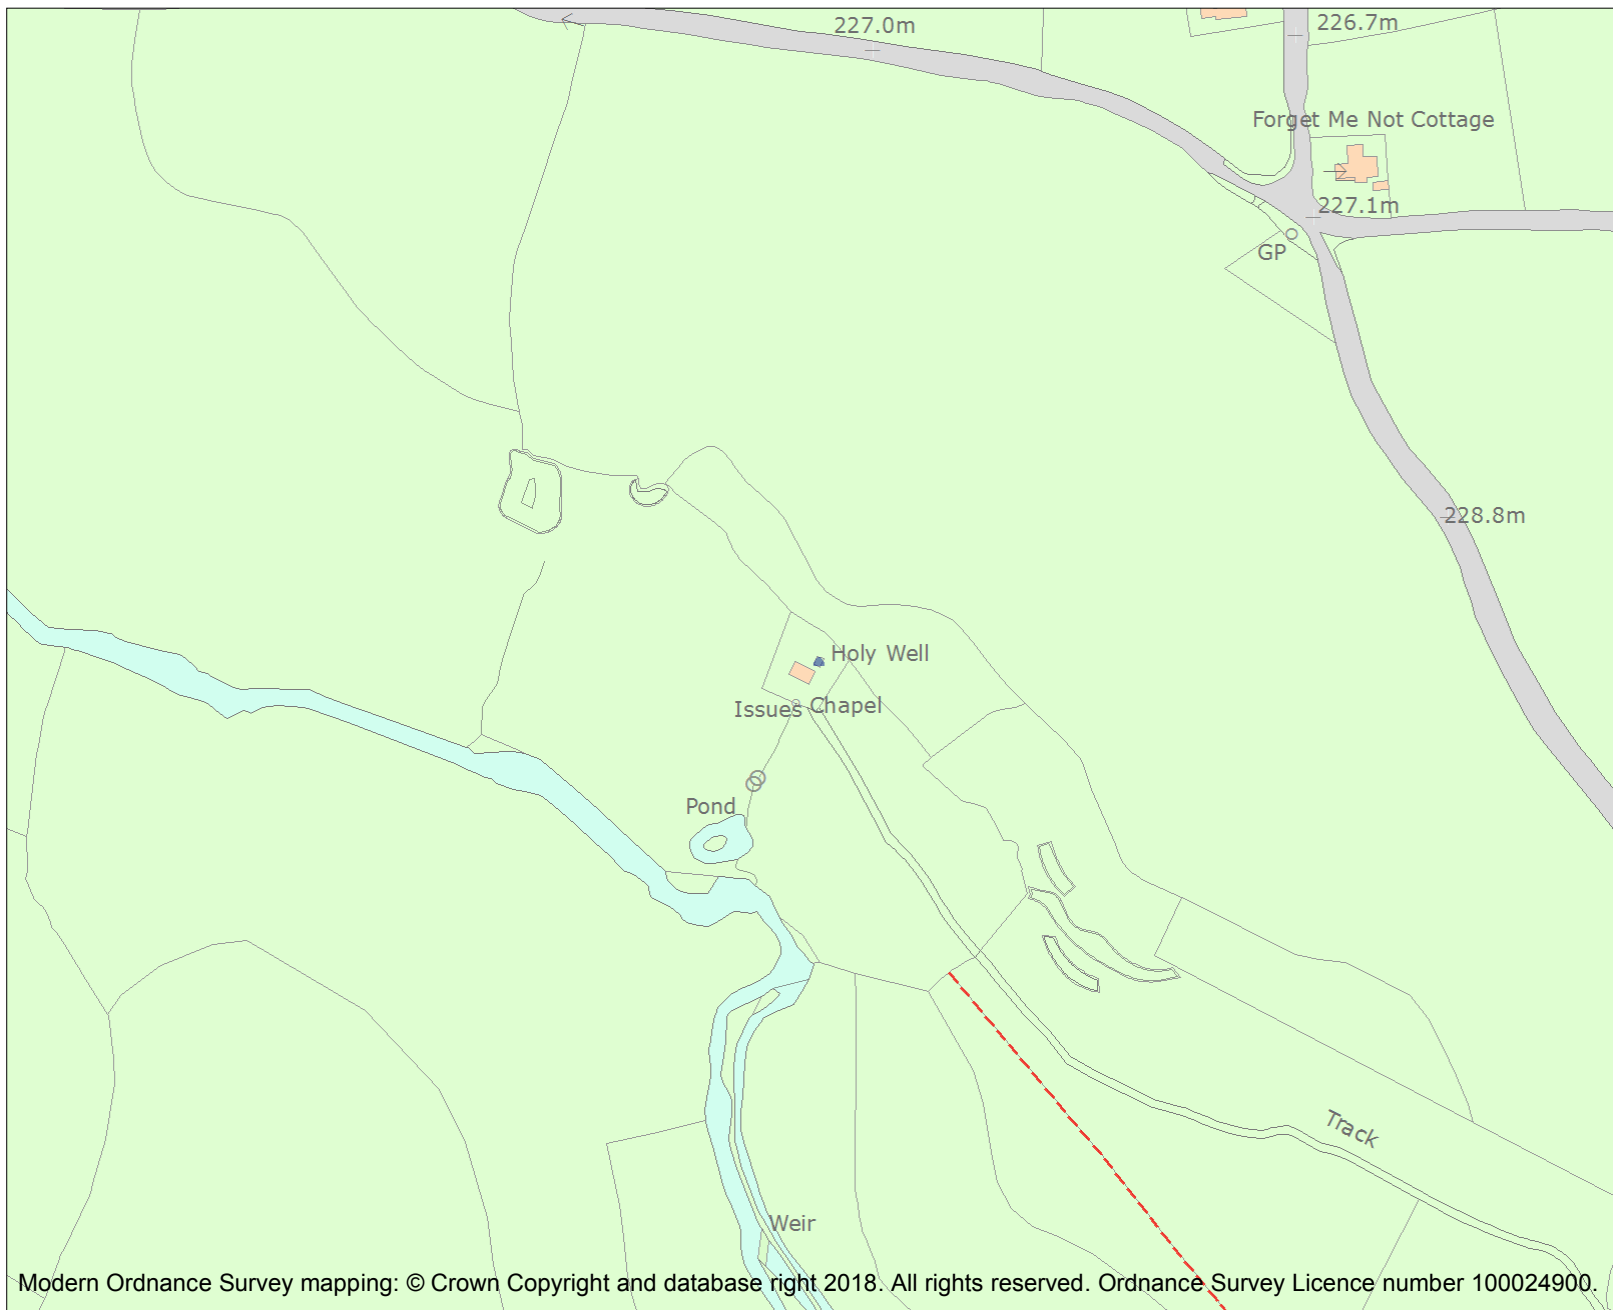 227.0m
226.7m
Forget Me Not Cottage
227.1m
GP
228.8m
Holy Well
Issues
Chapel
Pond
Track
Weir
Modern Ordnance Survey mapping: © Crown Copyright and database right 2018. All rights reserved. Ordnance Survey Licence number 100024900.